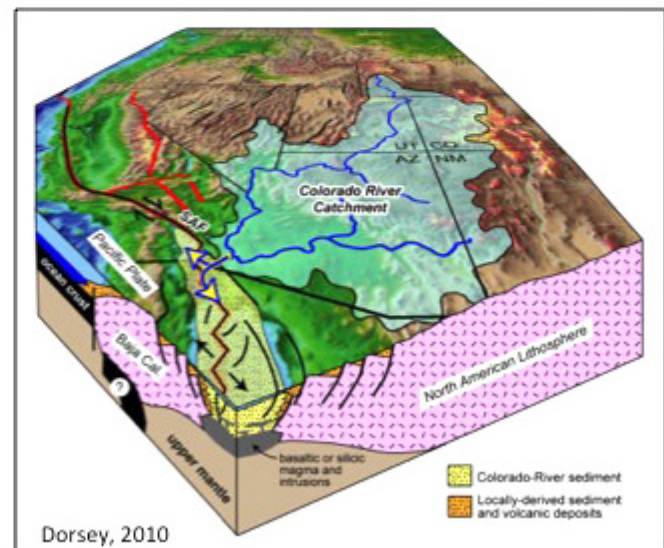 UT CO
AZ NM
Colorado River
Catchment
SAF
Pacific Plate
ocean crust
Baja Cal.
?
North American Lithosphere
upper mantle
basaltic or silicic
magma and
intrusions
Colorado-River sediment
Locally-derived sediment
and volcanic deposits
Dorsey, 2010